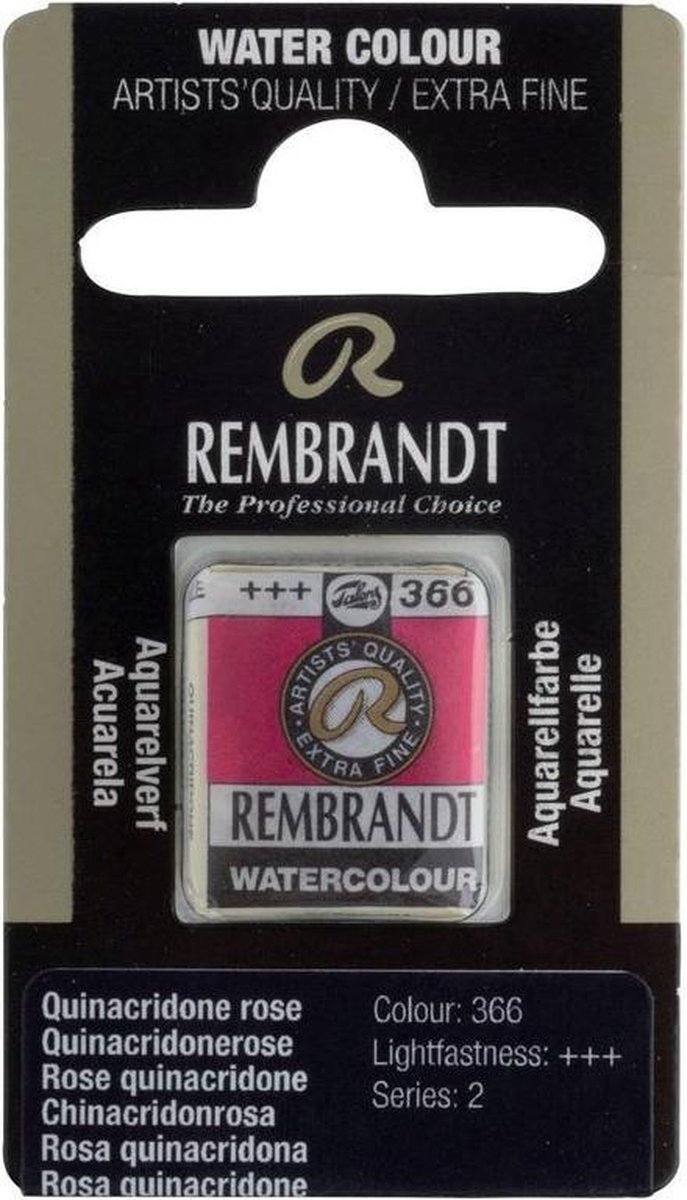 WATER COLOUR
ARTISTS' QUALITY / EXTRA FINE
R
REMBRANDT
The Professional Choice
+++ Talens 366
ARTISTS' QUALITY
R
EXTRA FINE
REMBRANDT
WATERCOLOUR
Aquarelverf
Acuarela
Aquarellfarbe
Aquarelle
Quinacridone rose
Quinacridonerose
Rose quinacridone
Chinacridonrosa
Rosa quinacridona
Rosa quinacridone
Colour: 366
Lightfastness: +++
Series: 2